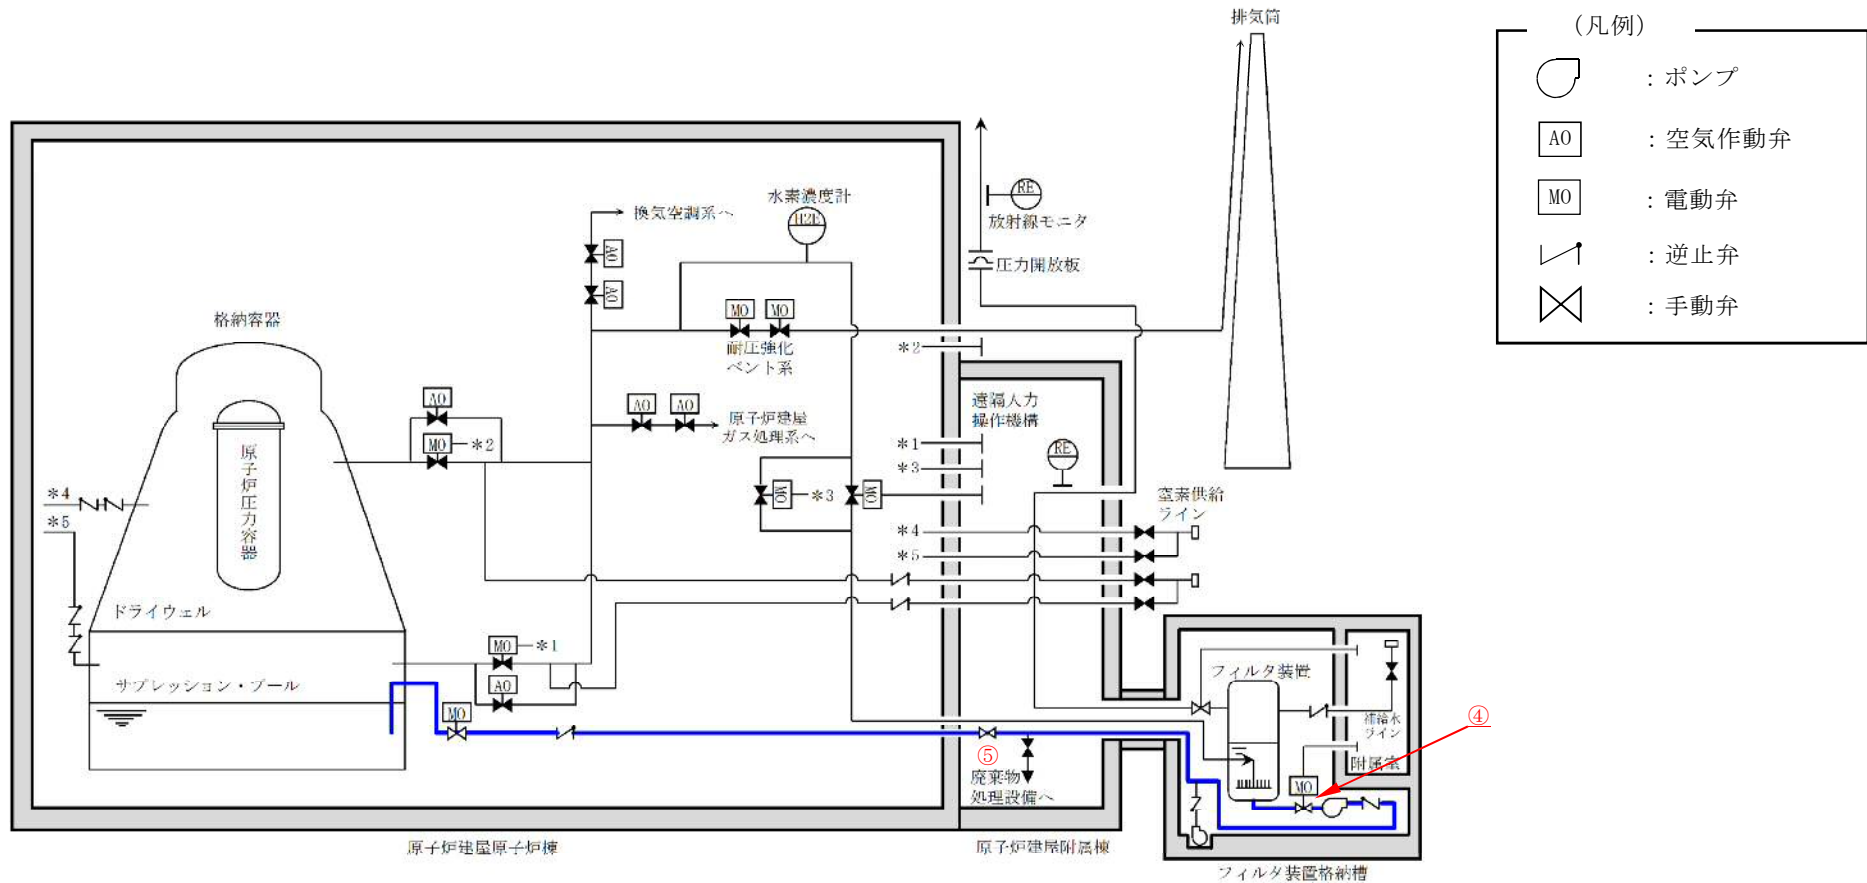 排気筒
(凡例)
：ポンプ
AO
：空気作動弁
MO
：電動弁
：逆止弁
：手動弁
水素濃度計
H2E
換気空調系へ
AO
AO
RE
放射線モニタ
圧力開放板
MO
MO
耐圧強化
ベント系
＊2
格納容器
AO
MO
＊2
AO
AO
原子炉建屋
ガス処理系へ
遠隔人力
操作機構
＊1
＊3
RE
原子炉圧力容器
＊4
＊5
MO
＊3
MO
窒素供給
ライン
＊4
＊5
ドライウェル
MO
＊1
AO
サプレッション・プール
MO
フィルタ装置
補給水
ライン
④
附属室
MO
⑤
廃棄物
処理設備へ
原子炉建屋原子炉棟
原子炉建屋附属棟
フィルタ装置格納槽